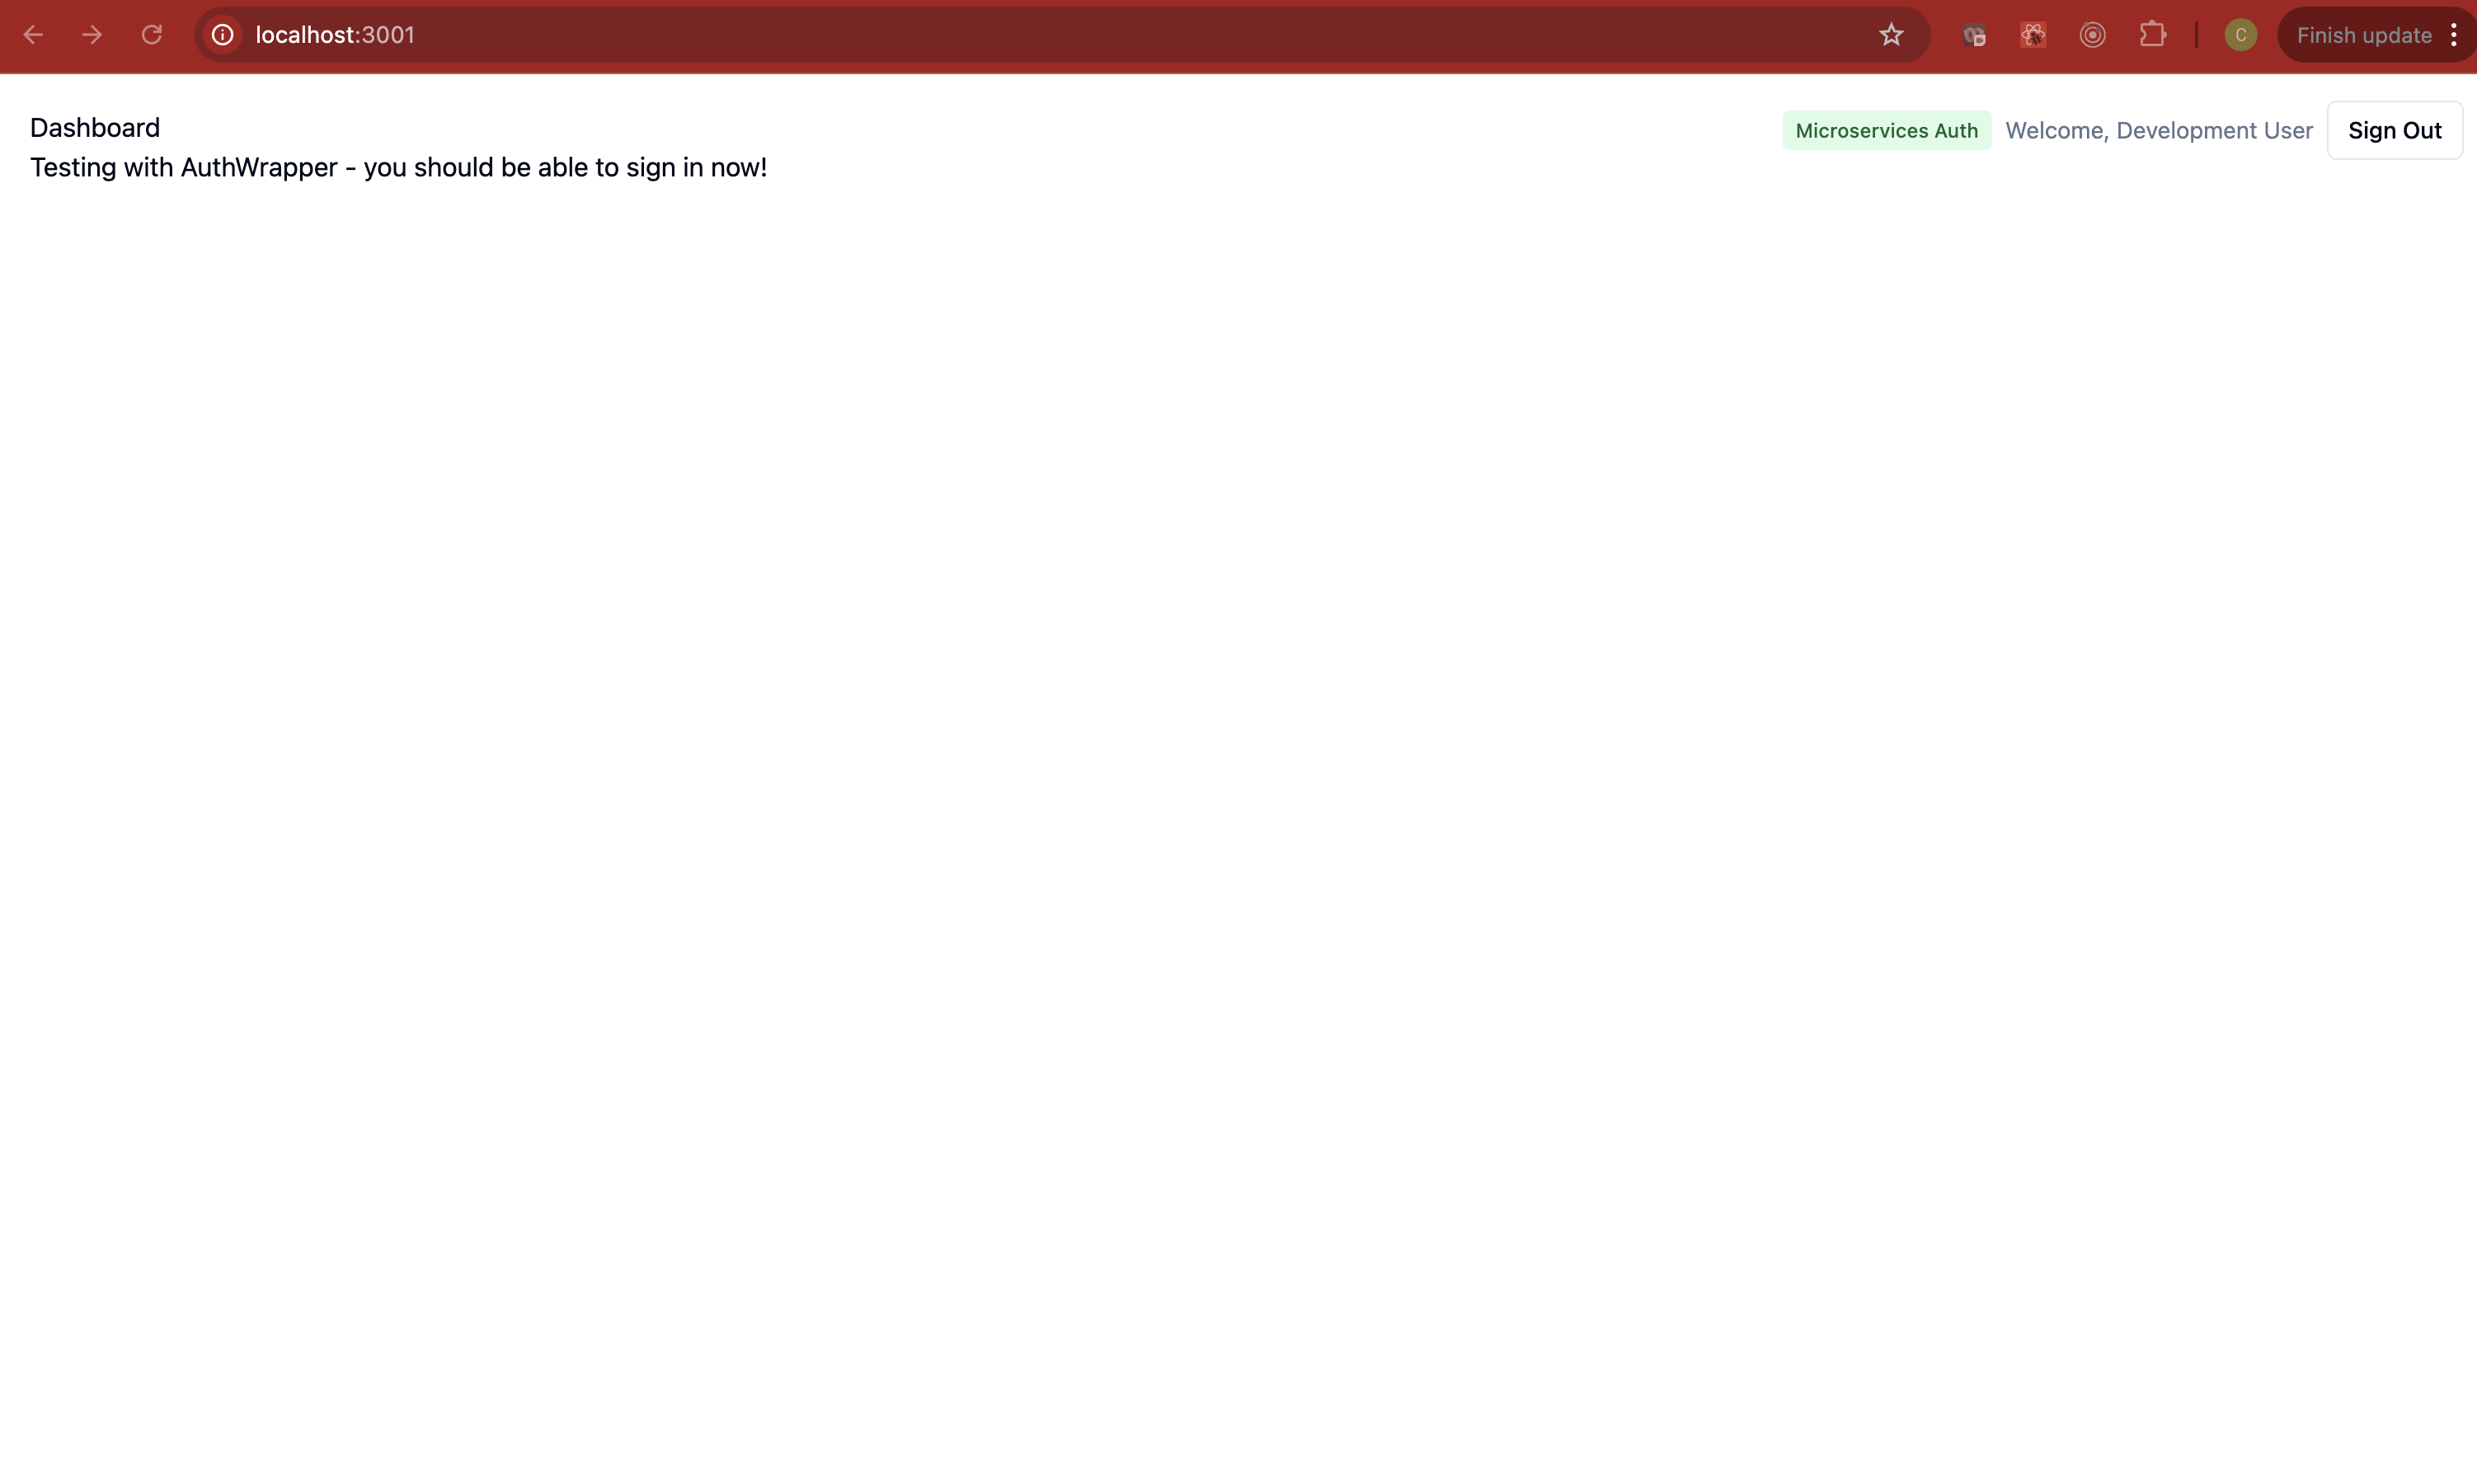 localhost:3001
C
Finish update
Dashboard
Microservices Auth
Welcome, Development User
Sign Out
Testing with AuthWrapper - you should be able to sign in now!